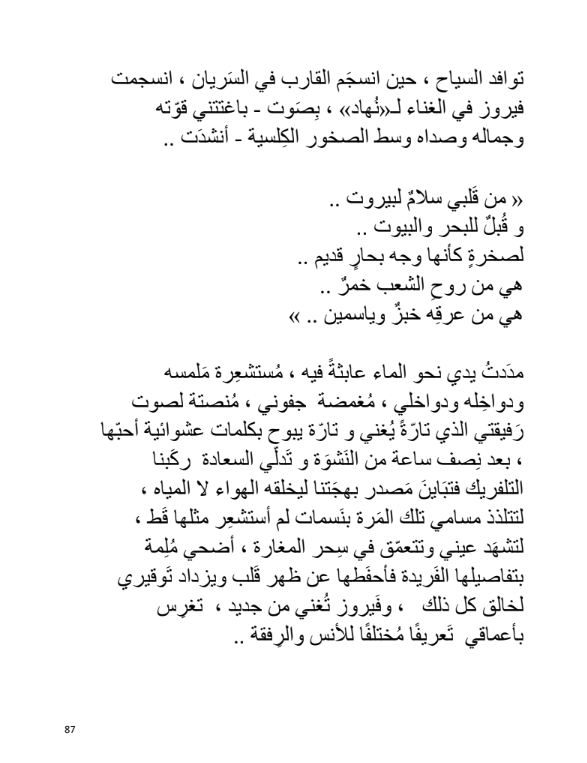 توافد السياح ، حين انسجَم القارب في السَريان ، انسجمت
فيروز في الغناء لـ«نُهاد» ، بِصَوت - باغتتني قوّته
وجماله وصداه وسط الصخور الكِلسية - أنشدَت ..
« من قَلبي سلامٌ لبيروت ..
و قُبلٌ للبحر والبيوت ..
لصخرةٍ كأنها وجه بحارٍ قديم ..
هي من روحِ الشعب خمرٌ ..
هي من عرقِه خبزٌ وياسمين .. »
مدَدتُ يدي نحو الماء عابثةً فيه ، مُستشعِرة مَلمسه
ودواخِله ودواخلي ، مُغمضة جفوني ، مُنصتة لصوت
رَفيقتي الذي تارّةً يُغني و تارّة يبوح بكلمات عشوائية أحبّها
، بعد نِصف ساعة من النَشوَة و تَدلّي السعادة ركَبنا
التلفريك فتبَاينَ مَصدر بهجَتنا ليخلقه الهواء لا المياه ،
لتتلذذ مسامي تلك المَرة بنَسمات لم أستشعِر مثلها قَط ،
لتشهَد عيني وتتعمّق في سِحر المغارة ، أضحي مُلِمة
بتفاصيلها الفَريدة فأحفَطها عن ظهر قَلب ويزداد تَوقيري
لخالق كل ذلك ، وفَيروز تُغني من جديد ، تغرِس
بأعماقي تَعريفًا مُختلفًا للأنس والرِفقة ..
87